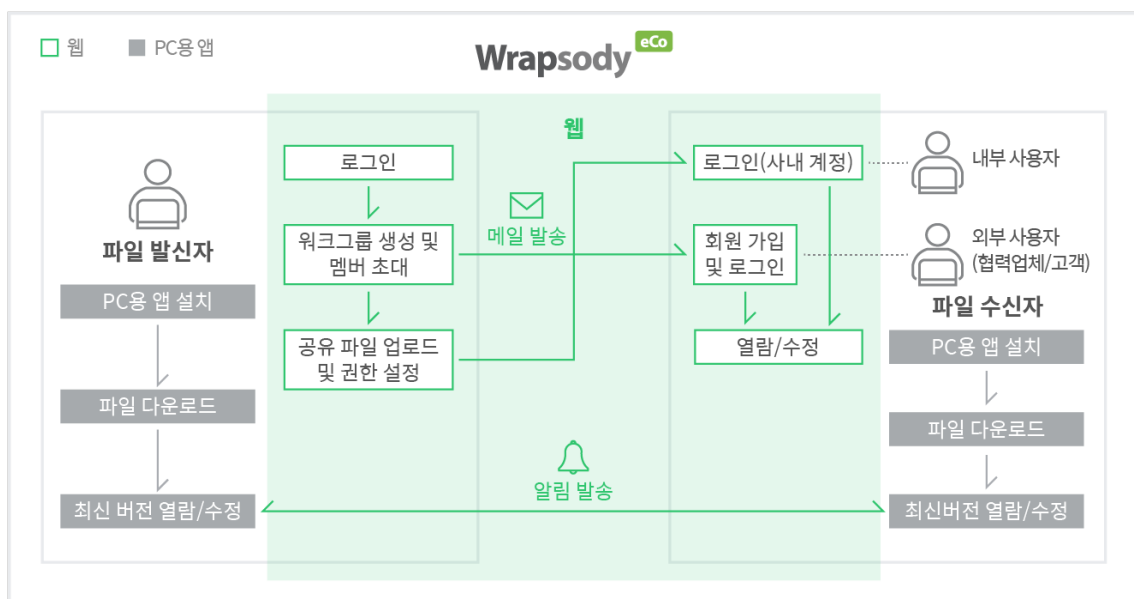 웹
PC용 앱
Wrapsody eCo
웹
파일 발신자
PC용 앱 설치
파일 다운로드
최신 버전 열람/수정
로그인
워크그룹 생성 및
멤버 초대
공유 파일 업로드
및 권한 설정
메일 발송
알림 발송
로그인(사내 계정)
회원 가입
및 로그인
열람/수정
내부 사용자
외부 사용자
(협력업체/고객)
파일 수신자
PC용 앱 설치
파일 다운로드
최신버전 열람/수정